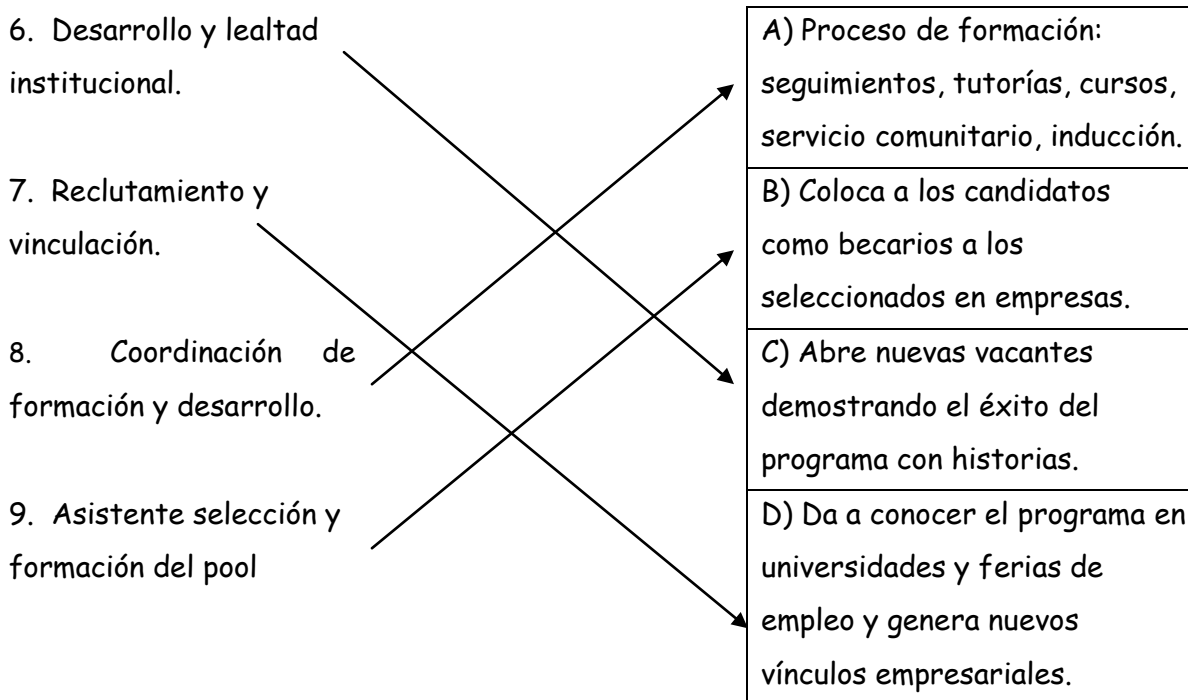 6. Desarrollo y lealtad
institucional.
7. Reclutamiento y
vinculación.
8. Coordinación de
formación y desarrollo.
9. Asistente selección y
formación del pool
A) Proceso de formación:
seguimientos, tutorías, cursos,
servicio comunitario, inducción.
B) Coloca a los candidatos
como becarios a los
seleccionados en empresas.
C) Abre nuevas vacantes
demostrando el éxito del
programa con historias.
D) Da a conocer el programa en
universidades y ferias de
empleo y genera nuevos
vínculos empresariales.